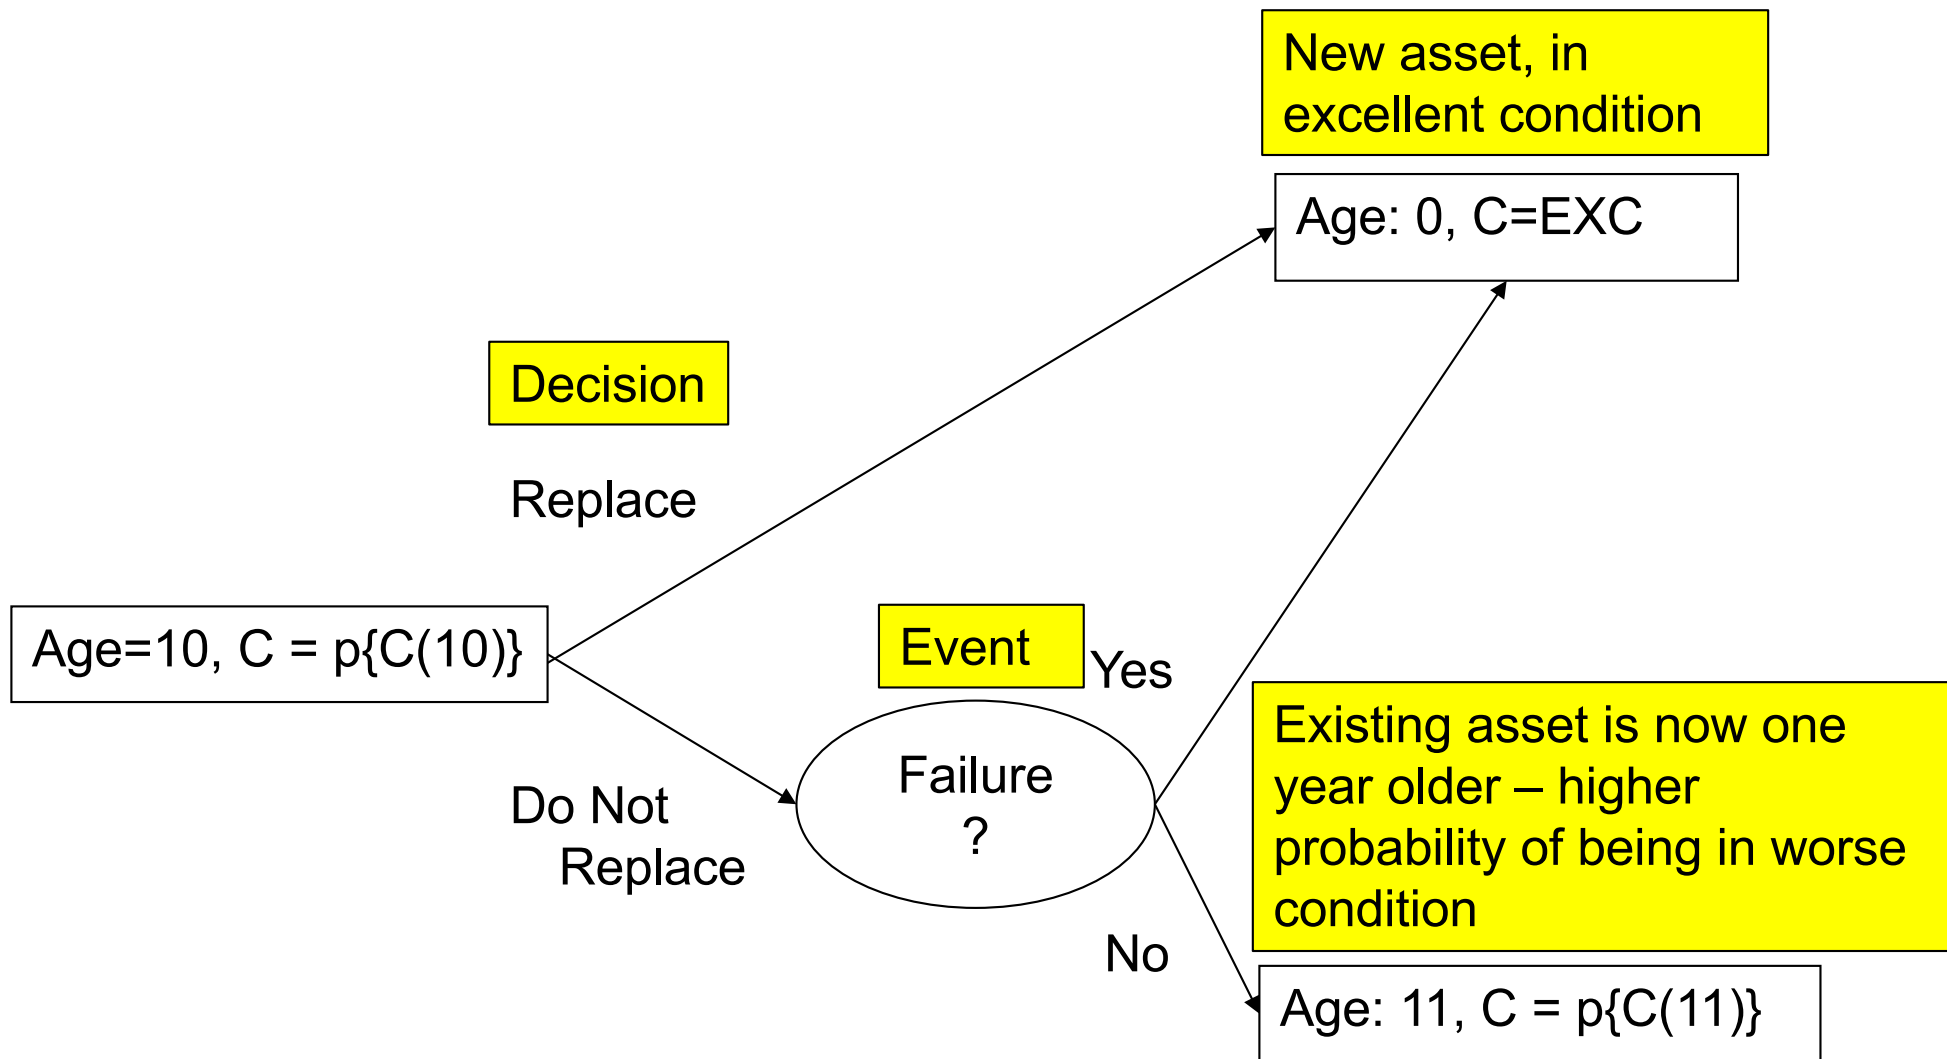 New asset, in
excellent condition
Age: 0, C=EXC
Decision
Replace
Age=10, C = p{C(10)}
Event
Yes
Failure
?
Do Not
Replace
Existing asset is now one
year older – higher
probability of being in worse
condition
No
Age: 11, C = p{C(11)}